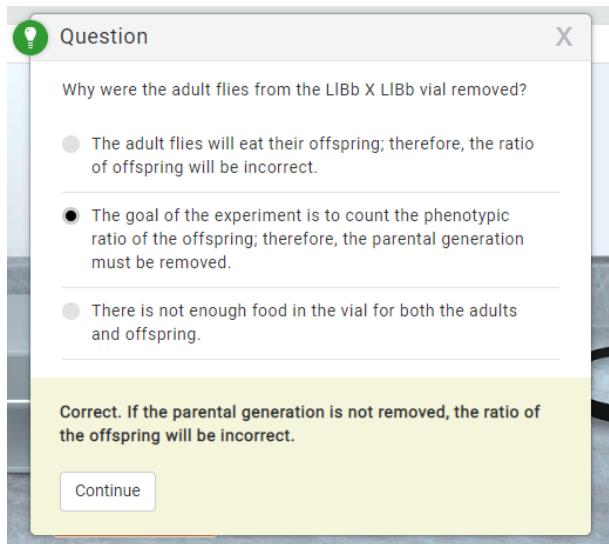 Question
X
Why were the adult flies from the LlBb X LlBb vial removed?
The adult flies will eat their offspring; therefore, the ratio
of offspring will be incorrect.
The goal of the experiment is to count the phenotypic
ratio of the offspring; therefore, the parental generation
must be removed.
There is not enough food in the vial for both the adults
and offspring.
Correct. If the parental generation is not removed, the ratio of
the offspring will be incorrect.
Continue